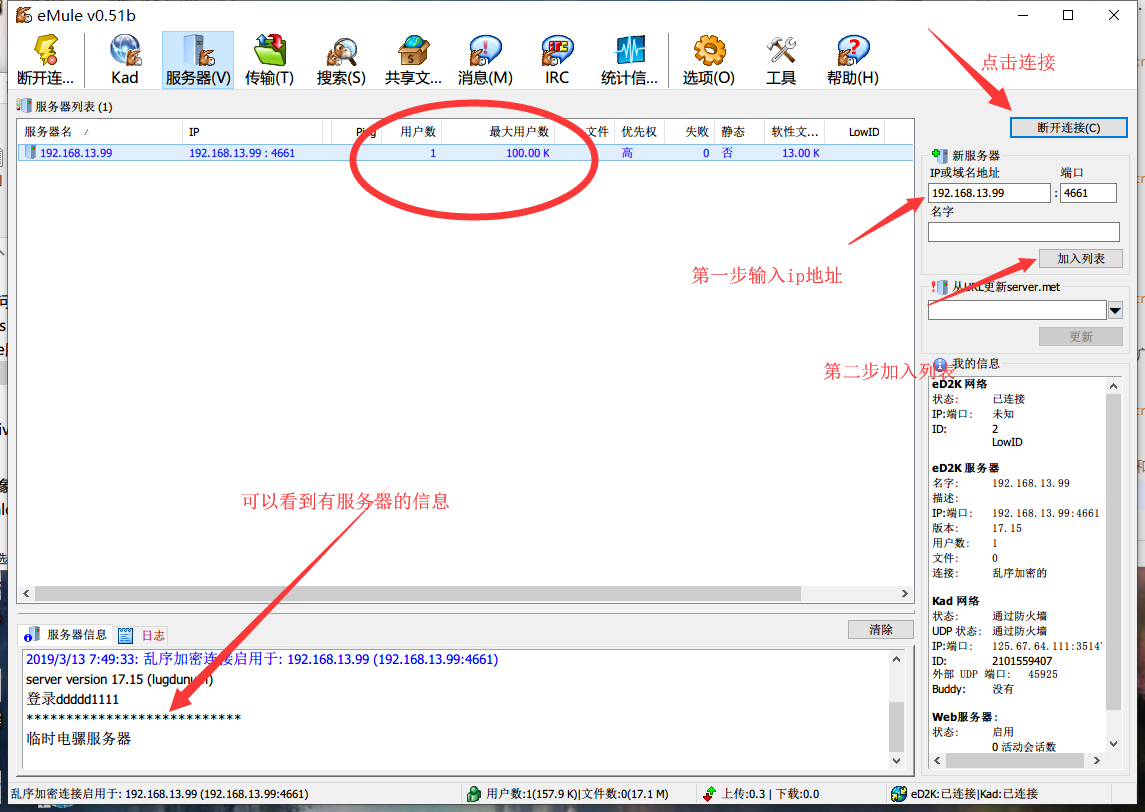 eMule v0.51b
断开连...
Kad
服务器(V)
传输(T)
搜索(S)
共享文...
消息(M)
IRC
统计信...
选项(O)
工具
帮助(H)
点击连接
服务器列表 (1)
服务器名 IP Ping 用户数 最大用户数 文件 优先权 失败 静态 软性文... LowID
192.168.13.99 192.168.13.99 : 4661 1 100.00 K 高 0 否 13.00 K
断开连接(C)
新服务器
IP或域名地址 端口
192.168.13.99 : 4661
名字
加入列表
第一步输入ip地址
从URL更新server.met
更新
第二步加入列表
我的信息
eD2K 网络
状态: 已连接
IP:端口: 未知
ID: 2
LowID
eD2K 服务器
名字: 192.168.13.99
描述:
IP:端口: 192.168.13.99:4661
版本: 17.15
用户数: 1
文件: 0
连接: 乱序加密的
Kad 网络
状态: 通过防火墙
UDP 状态: 通过防火墙
IP:端口: 125.67.64.111:3514
ID: 2101559407
外部 UDP 端口: 45925
Buddy: 没有
Web服务器:
状态: 启用
0 活动会话数
可以看到有服务器的信息
服务器信息 日志
清除
2019/3/13 7:49:33: 乱序加密连接启用于: 192.168.13.99 (192.168.13.99:4661)
server version 17.15 (lugdunum)
登录ddddd1111
***************************
临时电骡服务器
乱序加密连接启用于: 192.168.13.99 (192.168.13.99:4661)
用户数:1(157.9 K)|文件数:0(17.1 M)
上传:0.3 | 下载:0.0
eD2K:已连接|Kad:已连接